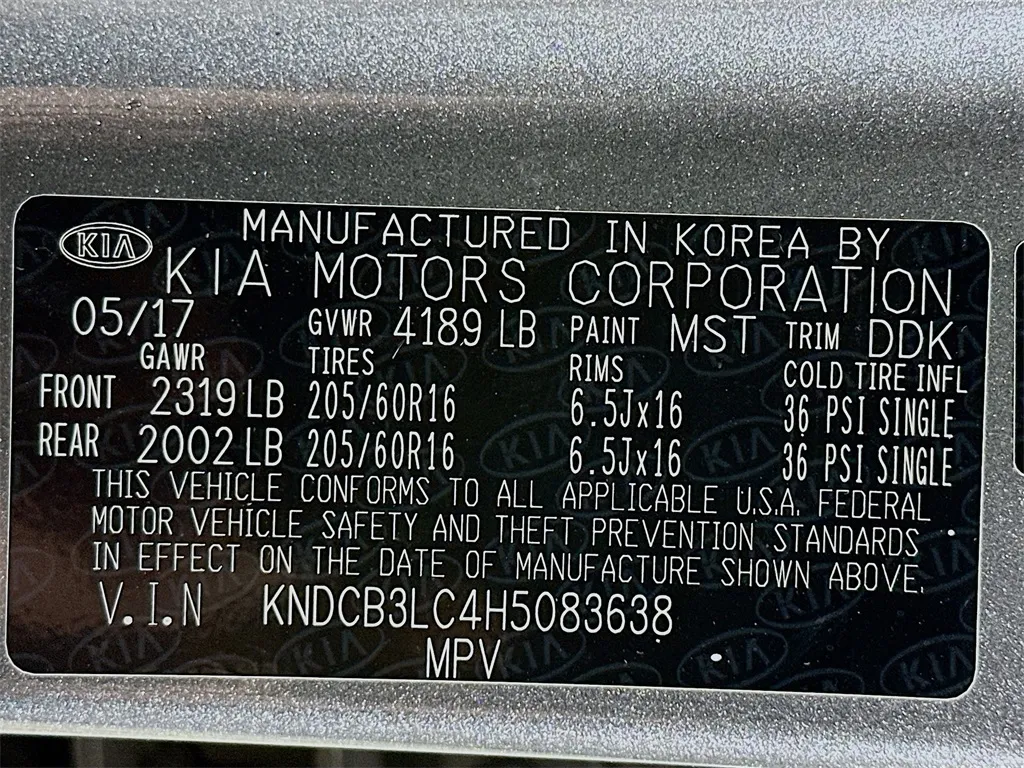 KIA MANUFACTURED IN KOREA BY
KIA MOTORS CORPORATION
05/17 GVWR 4189 LB PAINT MST TRIM DDK
GAWR TIRES RIMS COLD TIRE INFL
FRONT 2319 LB 205/60R16 6.5Jx16 36 PSI SINGLE
REAR 2002 LB 205/60R16 6.5Jx16 36 PSI SINGLE
THIS VEHICLE CONFORMS TO ALL APPLICABLE U.S.A. FEDERAL
MOTOR VEHICLE SAFETY AND THEFT PREVENTION STANDARDS
IN EFFECT ON THE DATE OF MANUFACTURE SHOWN ABOVE.
V.I.N KNDCB3LC4H5083638
MPV